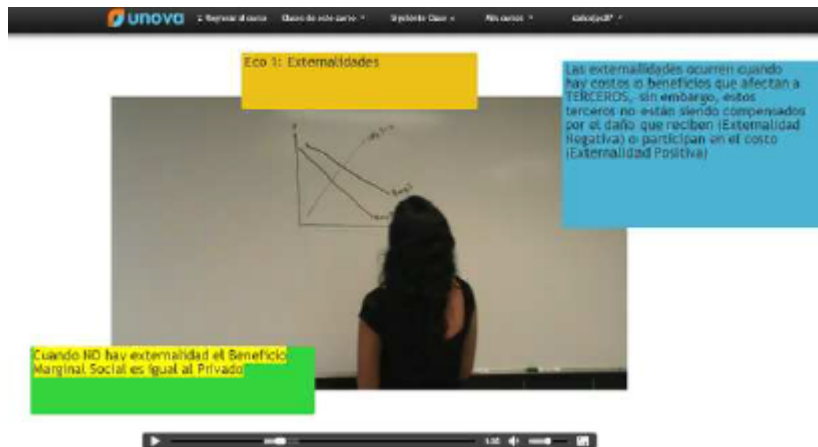 unova Regresar al curso Clases de este curso Siguiente Clase Mis cursos
Eco 1: Externalidades
Las externalidades ocurren cuando
hay costos o beneficios que afectan a
TERCEROS, sin embargo, estos
terceros no están siendo compensados
por el daño que reciben (Externalidad
Negativa) o participan en el costo
(Externalidad Positiva)
Cuando NO hay externalidad el Beneficio
Marginal Social es igual al Privado